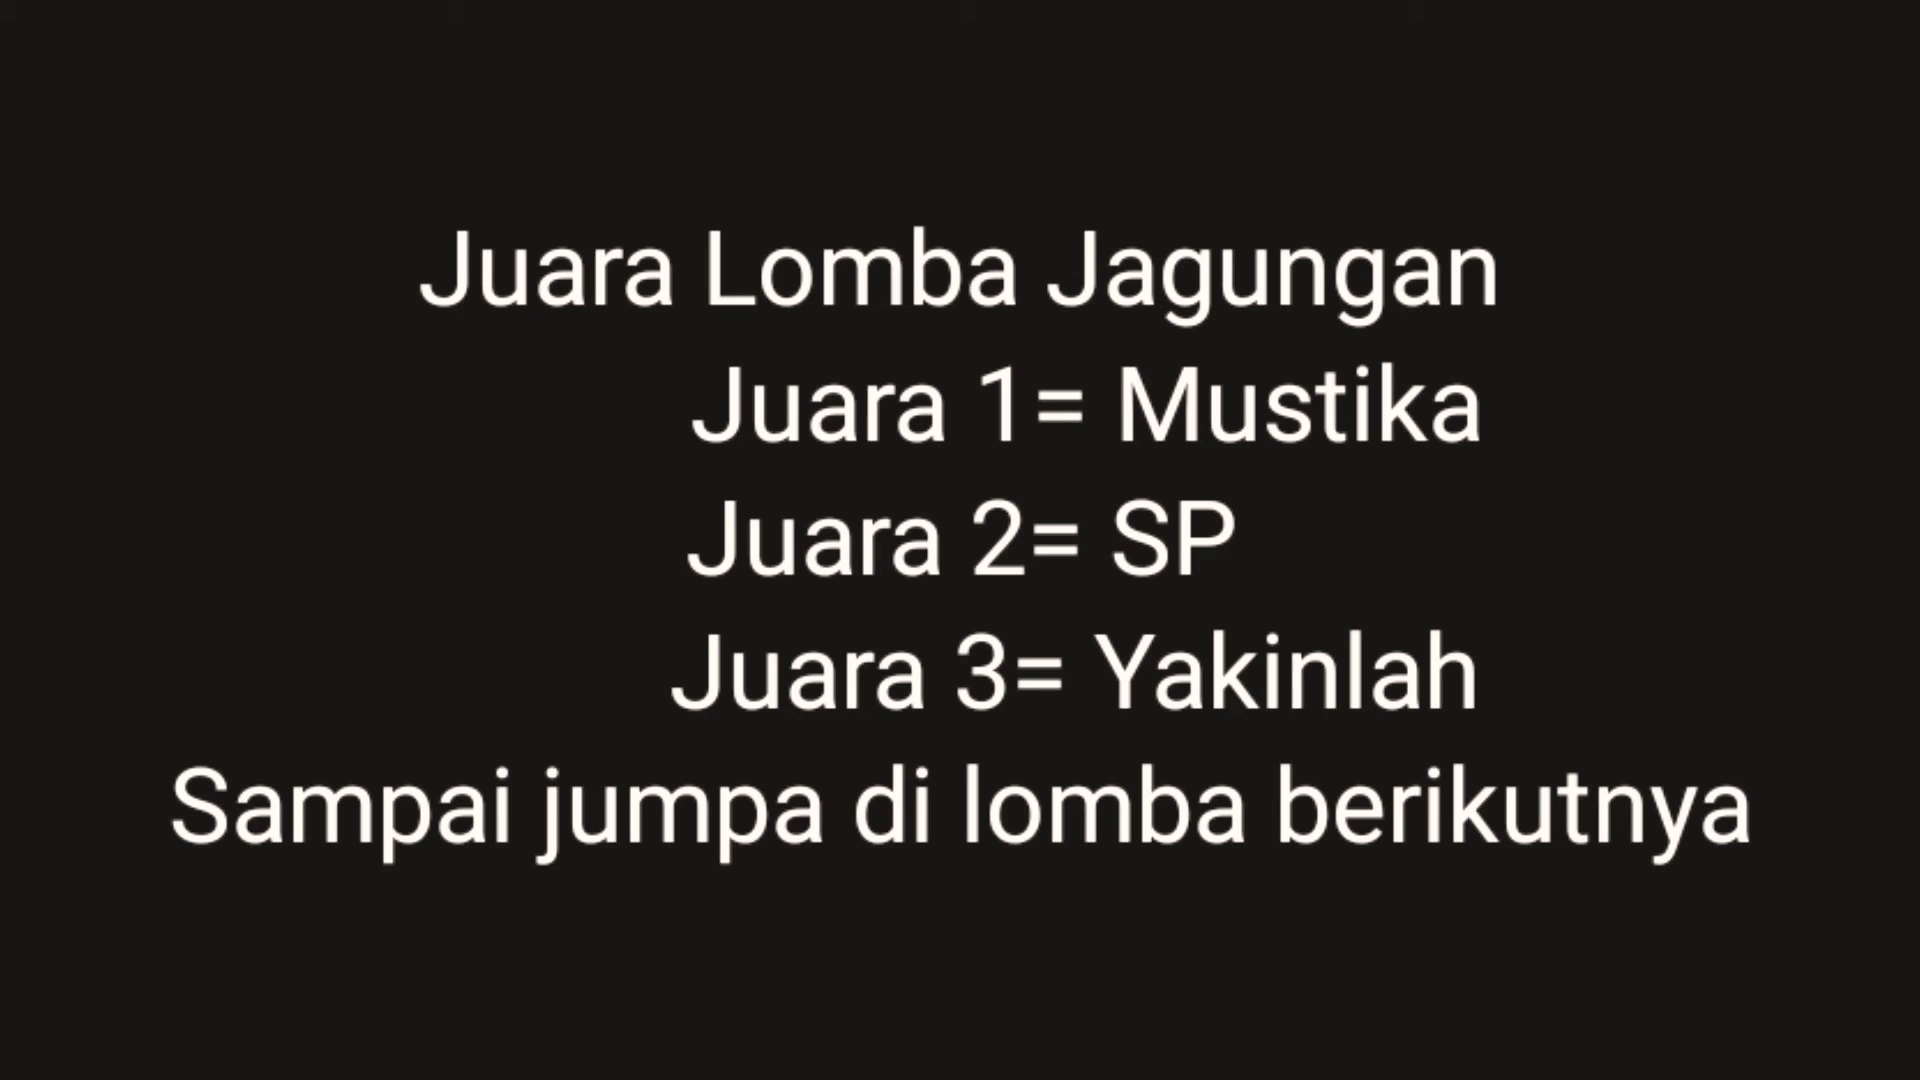 Juara Lomba Jagungan
Juara 1= Mustika
Juara 2= SP
Juara 3= Yakinlah
Sampai jumpa di lomba berikutnya